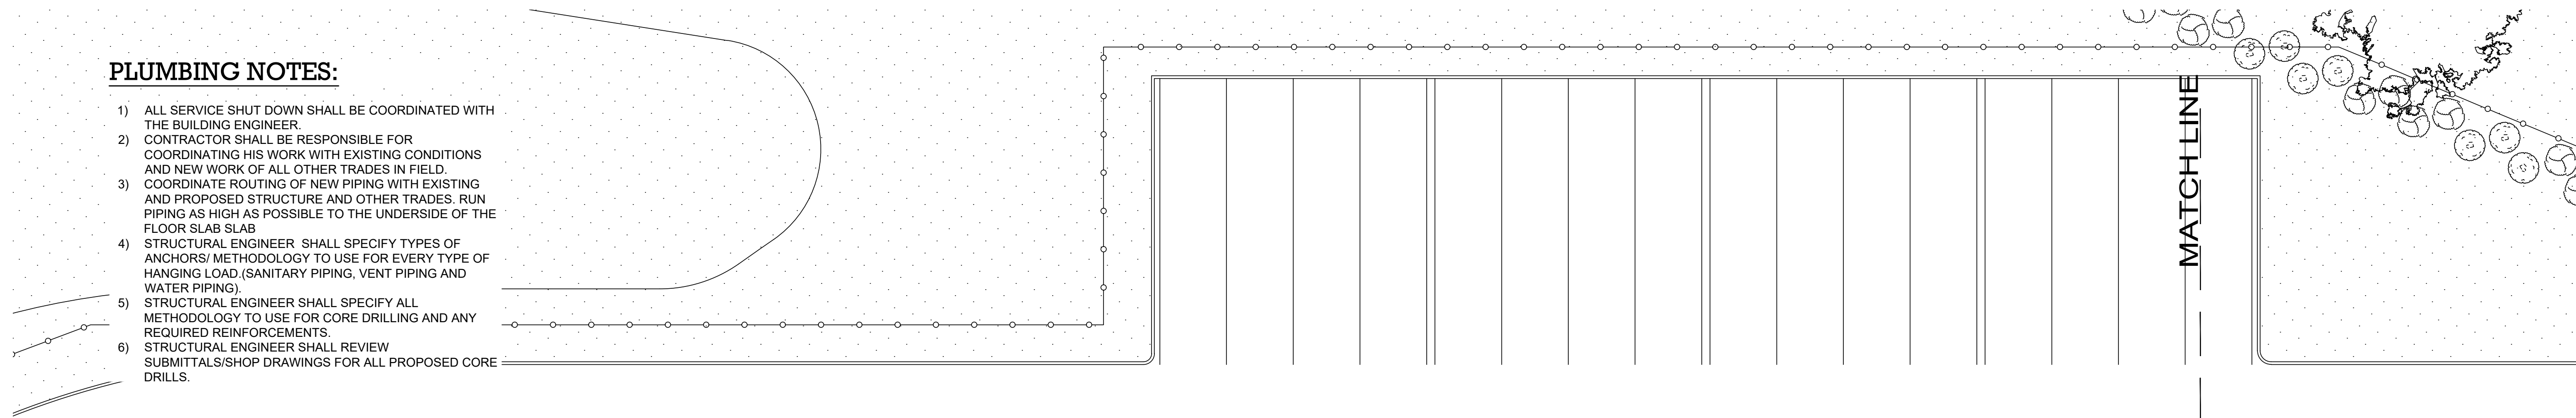 PLUMBING NOTES:
1) ALL SERVICE SHUT DOWN SHALL BE COORDINATED WITH
THE BUILDING ENGINEER.
2) CONTRACTOR SHALL BE RESPONSIBLE FOR
COORDINATING HIS WORK WITH EXISTING CONDITIONS
AND NEW WORK OF ALL OTHER TRADES IN FIELD.
3) COORDINATE ROUTING OF NEW PIPING WITH EXISTING
AND PROPOSED STRUCTURE AND OTHER TRADES. RUN
PIPING AS HIGH AS POSSIBLE TO THE UNDERSIDE OF THE
FLOOR SLAB SLAB
4) STRUCTURAL ENGINEER SHALL SPECIFY TYPES OF
ANCHORS/ METHODOLOGY TO USE FOR EVERY TYPE OF
HANGING LOAD.(SANITARY PIPING, VENT PIPING AND
WATER PIPING).
5) STRUCTURAL ENGINEER SHALL SPECIFY ALL
METHODOLOGY TO USE FOR CORE DRILLING AND ANY
REQUIRED REINFORCEMENTS.
6) STRUCTURAL ENGINEER SHALL REVIEW
SUBMITTALS/SHOP DRAWINGS FOR ALL PROPOSED CORE
DRILLS.
MATCH LINE